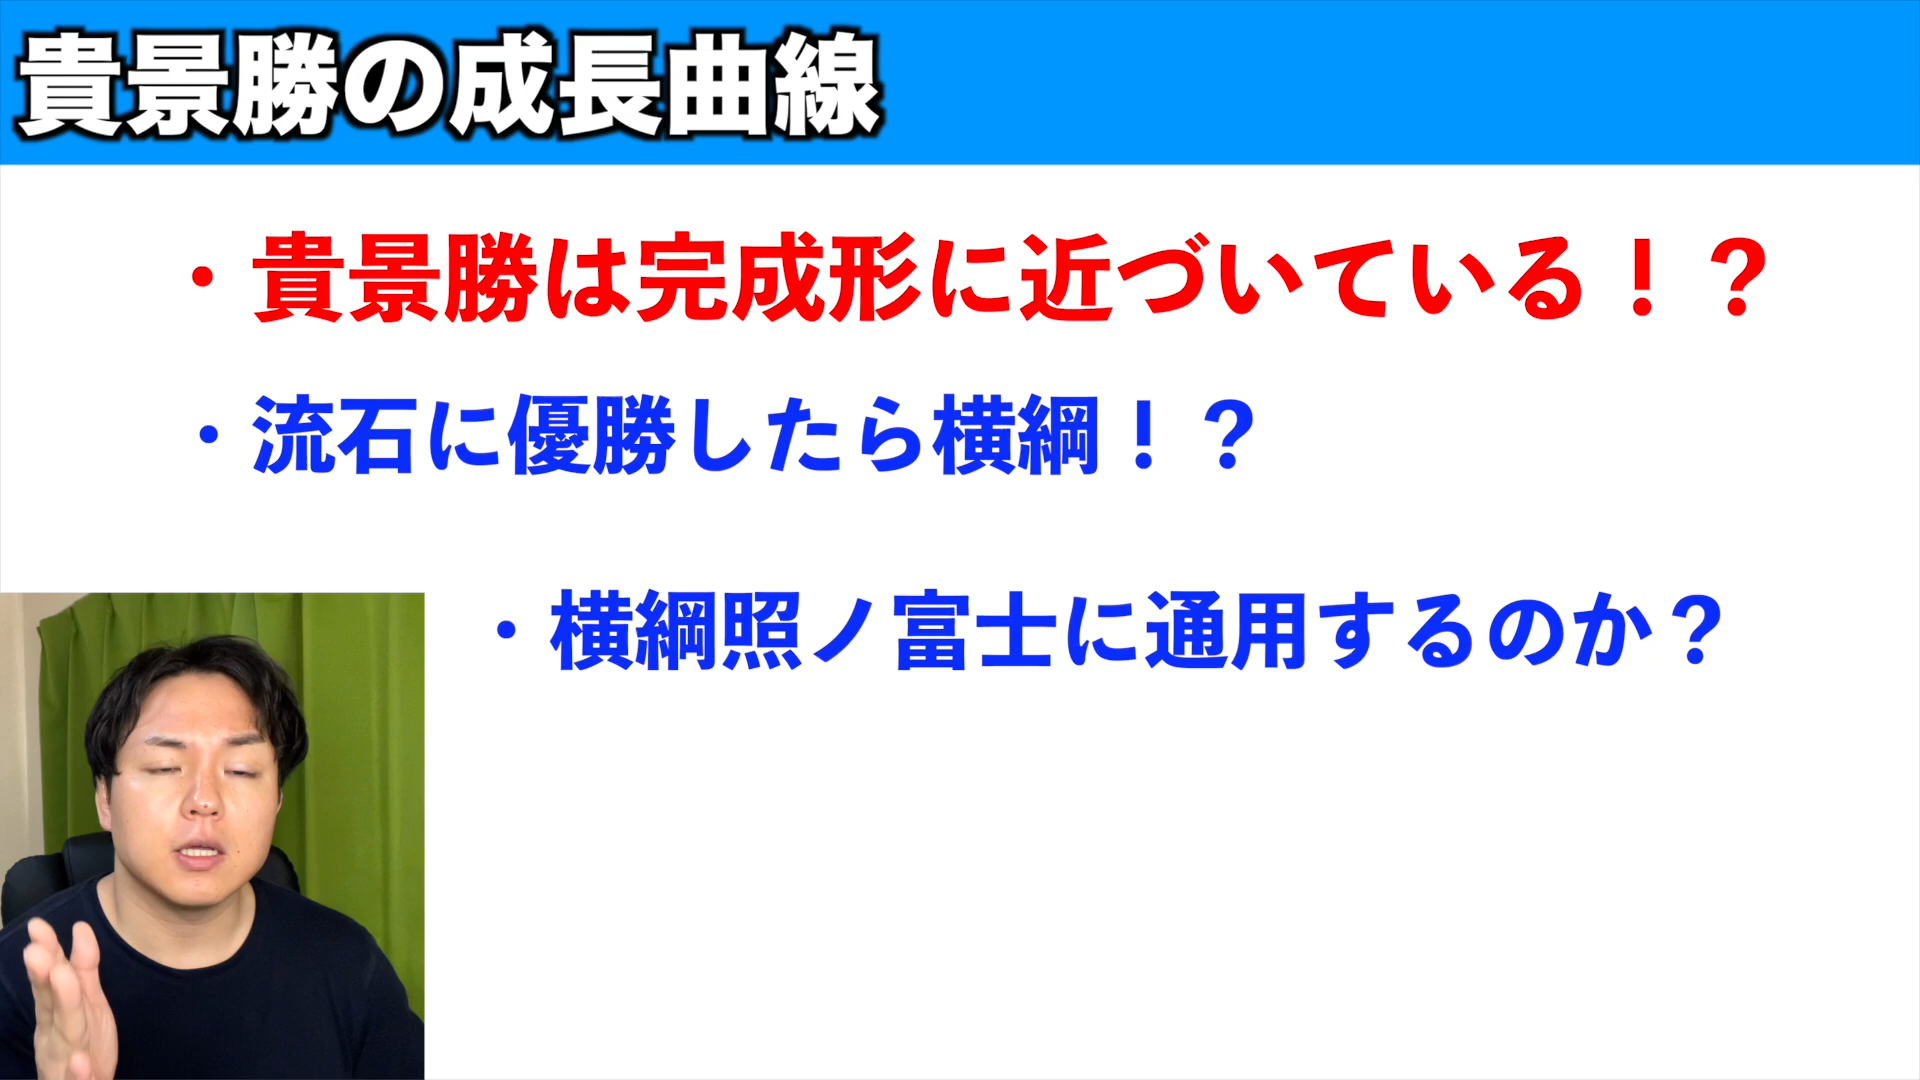 貴景勝の成長曲線
・貴景勝は完成形に近づいている！？
・流石に優勝したら横綱！？
・横綱照ノ富士に通用するのか？